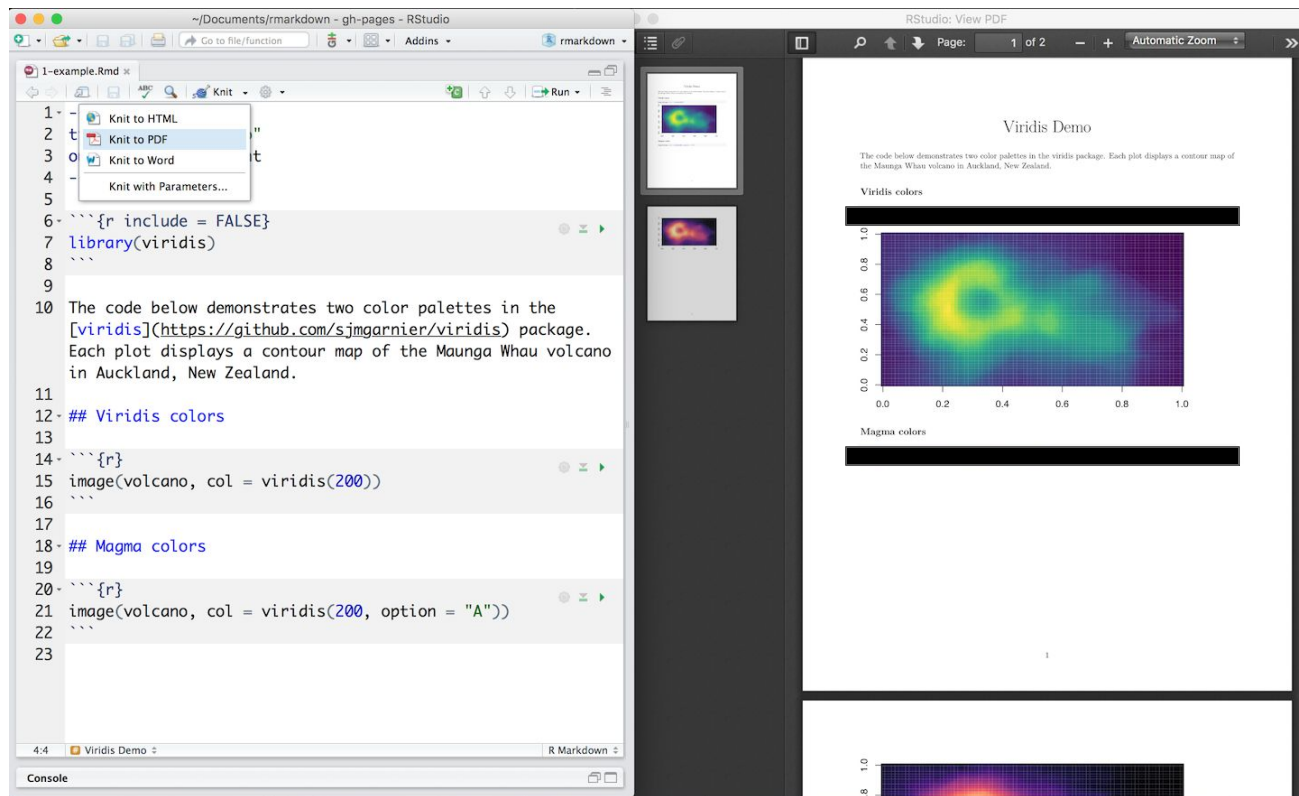 ~/Documents/rmarkdown - gh-pages - RStudio
Go to file/function
Addins
rmarkdown
1-example.Rmd
ABC
Knit
Run
Knit to HTML
Knit to PDF
Knit to Word
Knit with Parameters...
1 -
2 t "
3 o t
4 -
5
6 ```{r include = FALSE}
7 library(viridis)
8 ```
9
10 The code below demonstrates two color palettes in the
[viridis](https://github.com/sjmgarnier/viridis) package.
Each plot displays a contour map of the Maunga Whau volcano
in Auckland, New Zealand.
11
12 ## Viridis colors
13
14 ```{r}
15 image(volcano, col = viridis(200))
16 ```
17
18 ## Magma colors
19
20 ```{r}
21 image(volcano, col = viridis(200, option = "A"))
22 ```
23
4:4 Viridis Demo R Markdown
Console
RStudio: View PDF
Page: 1 of 2 Automatic Zoom
Viridis Demo
The code below demonstrates two color palettes in the viridis package. Each plot displays a contour map of
the Maunga Whau volcano in Auckland, New Zealand.
Viridis colors
1.0
0.8
0.6
0.4
0.2
0.0
0.0 0.2 0.4 0.6 0.8 1.0
Magma colors
1
1.0